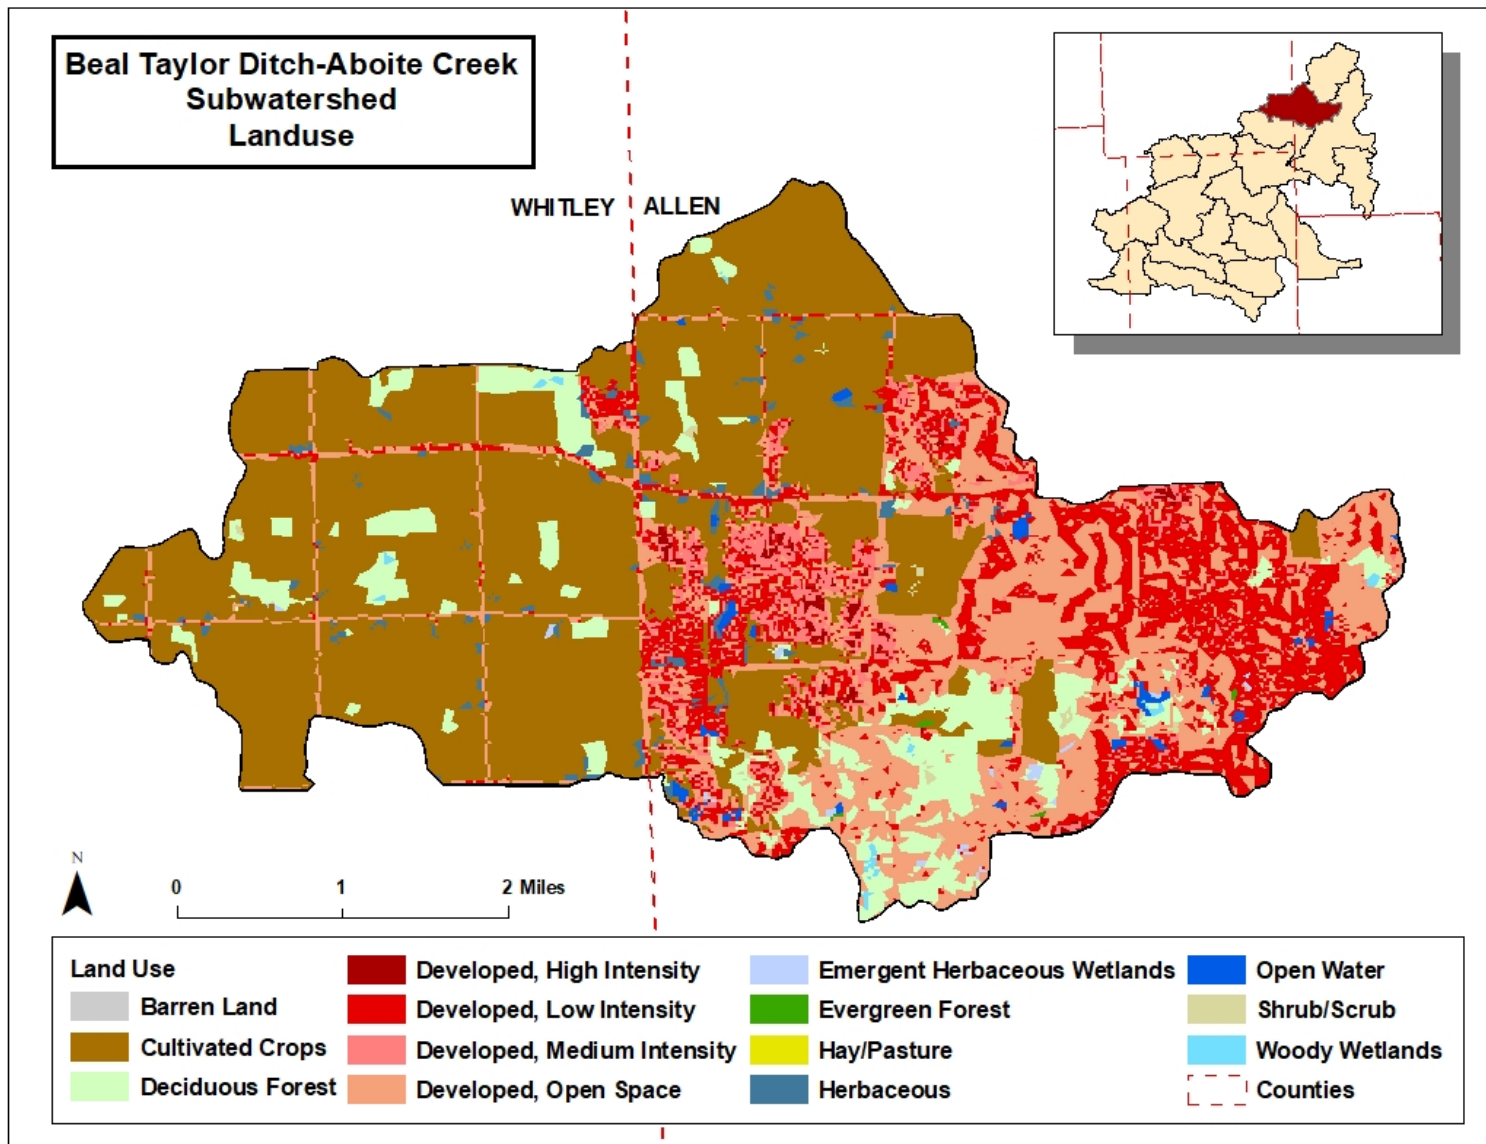 Beal Taylor Ditch-Aboite Creek
Subwatershed
Landuse
WHITLEY
ALLEN
N
0 1 2 Miles
Land Use
Barren Land
Cultivated Crops
Deciduous Forest
Developed, High Intensity
Developed, Low Intensity
Developed, Medium Intensity
Developed, Open Space
Emergent Herbaceous Wetlands
Evergreen Forest
Hay/Pasture
Herbaceous
Open Water
Shrub/Scrub
Woody Wetlands
Counties